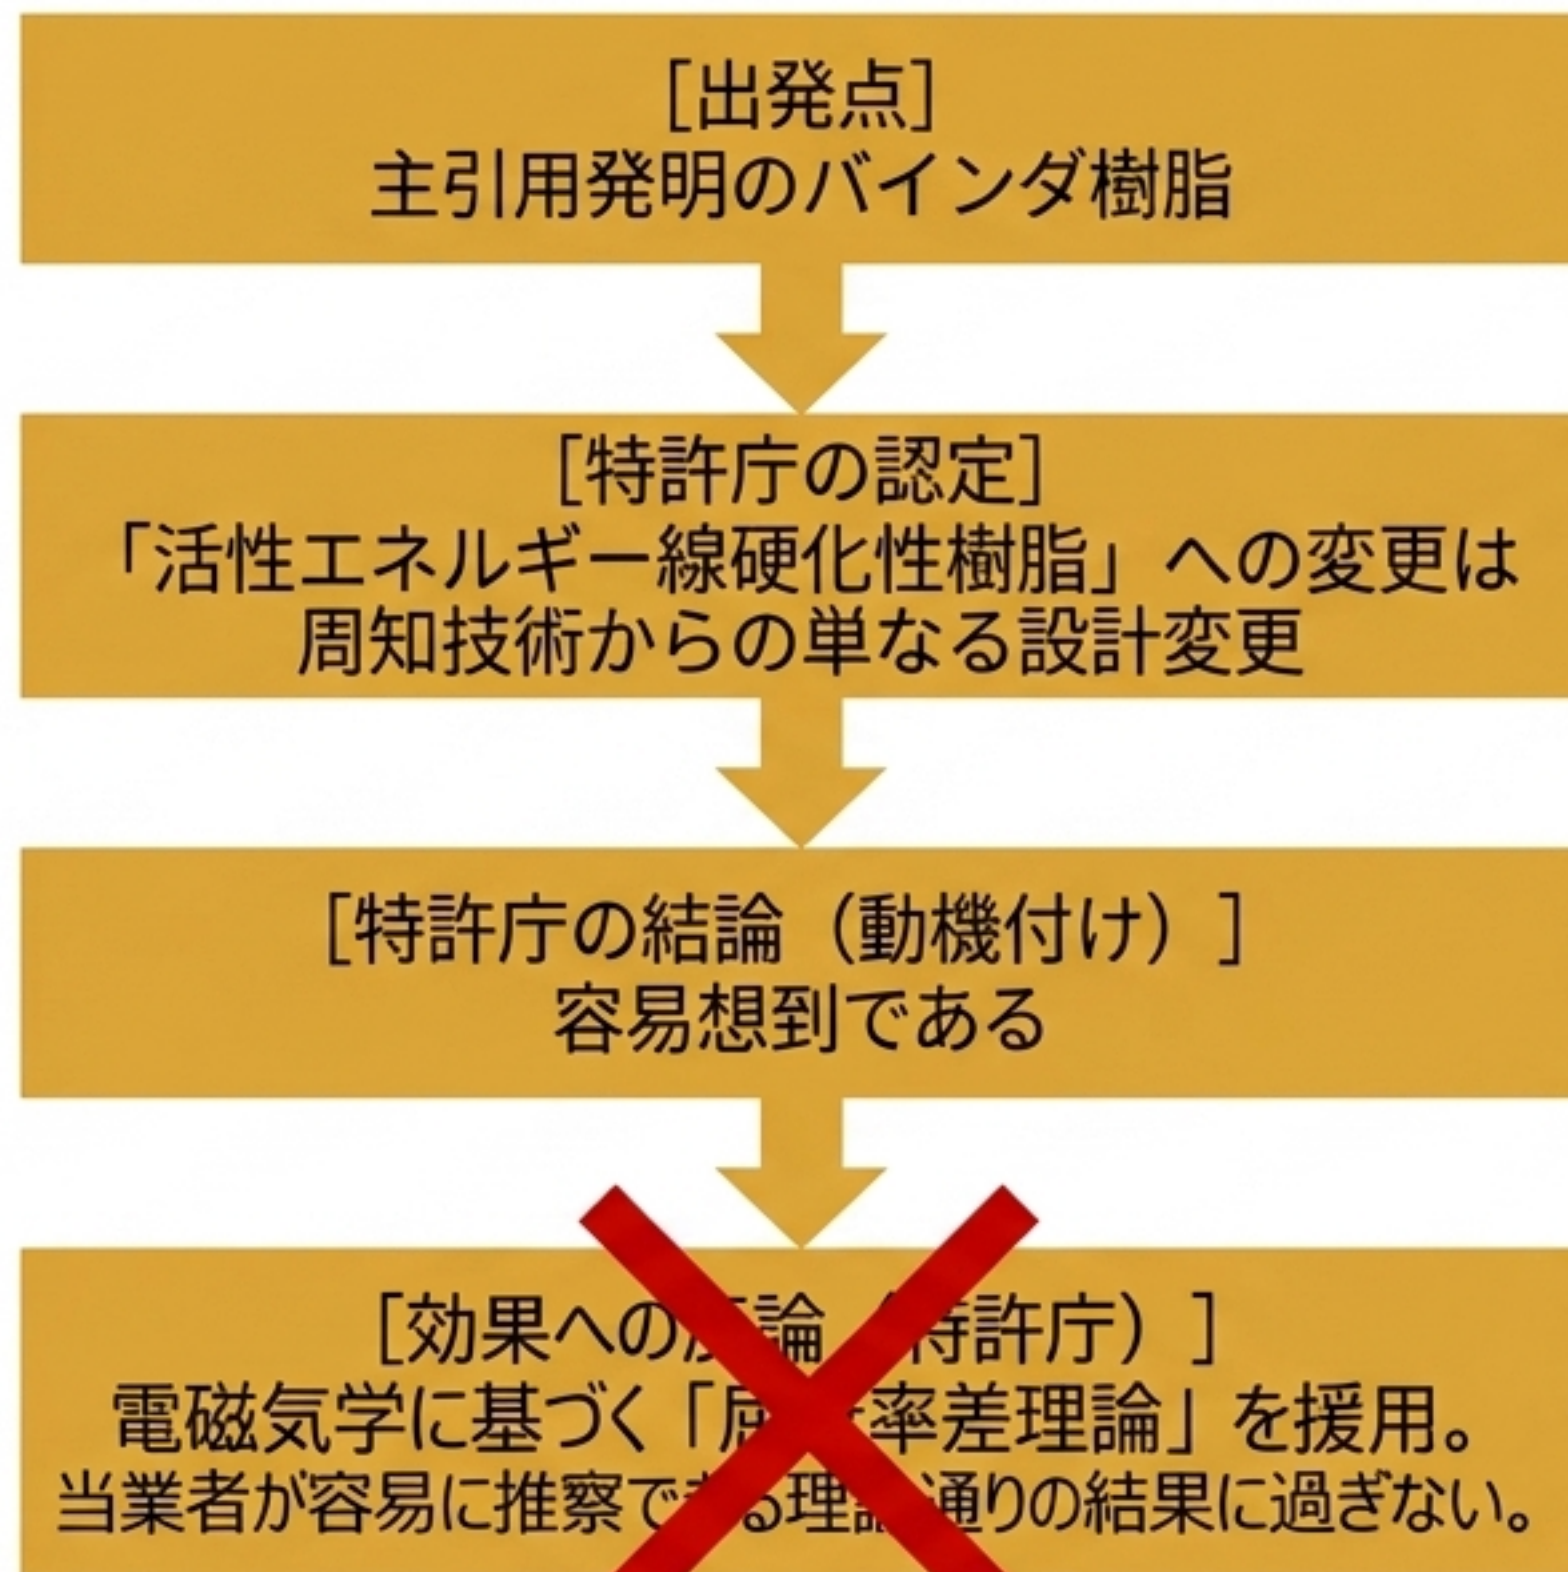 [出発点]
主引用発明のバインダ樹脂
[特許庁の認定]
「活性エネルギー線硬化性樹脂」への変更は
周知技術からの単なる設計変更
[特許庁の結論（動機付け）]
容易想到である
[効果への論（特許庁）]
電磁気学に基づく「屈率差理論」を援用。
当業者が容易に推察できる理論通りの結果に過ぎない。